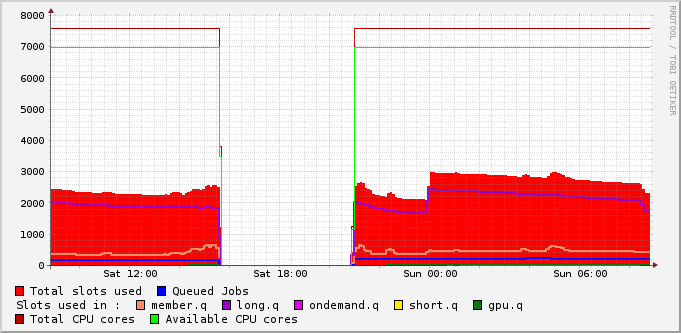 8000
7000
6000
5000
4000
3000
2000
1000
0
Sat 12:00 Sat 18:00 Sun 00:00 Sun 06:00
RRDTOOL / TOBI OETIKER
Total slots used Queued Jobs
Slots used in : member.q long.q ondemand.q short.q gpu.q
Total CPU cores Available CPU cores